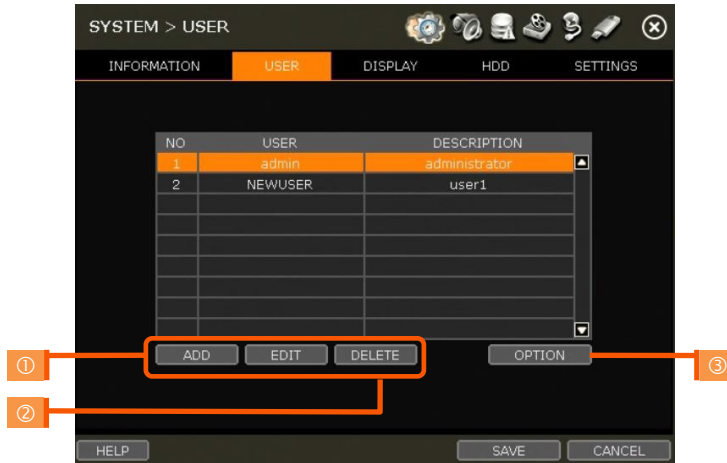 SYSTEM > USER
INFORMATION USER DISPLAY HDD SETTINGS
NO USER DESCRIPTION
1 admin administrator
2 NEWUSER user1
ADD EDIT DELETE OPTION
① ③
②
HELP SAVE CANCEL